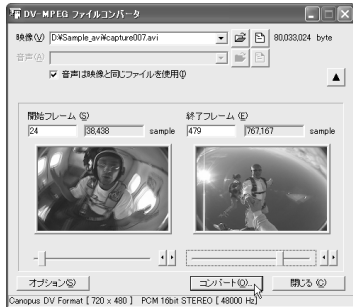 DV-MPEG ファイルコンバータ
映像(V) D:¥Sample_avi¥capture007.avi 80,033,024 byte
音声(A)
音声は映像と同じファイルを使用(I)
開始フレーム (S) 終了フレーム (E)
24 38,438 sample 479 767,167 sample
オプション(S) コンバート(O)... 閉じる(C)
Canopus DV Format [ 720 x 480 ] PCM 16bit STEREO [ 48000 Hz]